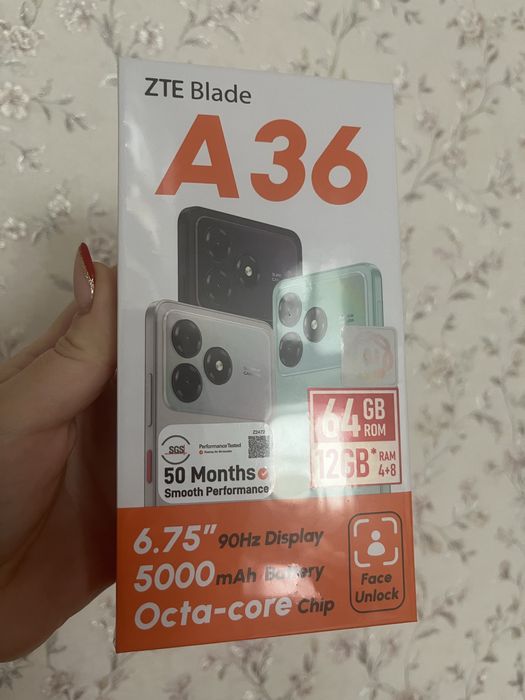 ZTE Blade
A36
64 GB
ROM
12GB* RAM
4+8
SGS
Performance Tested
Z2472
50 Months
Smooth Performance
6.75" 90Hz Display
5000mAh Battery
Octa-core Chip
Face
Unlock